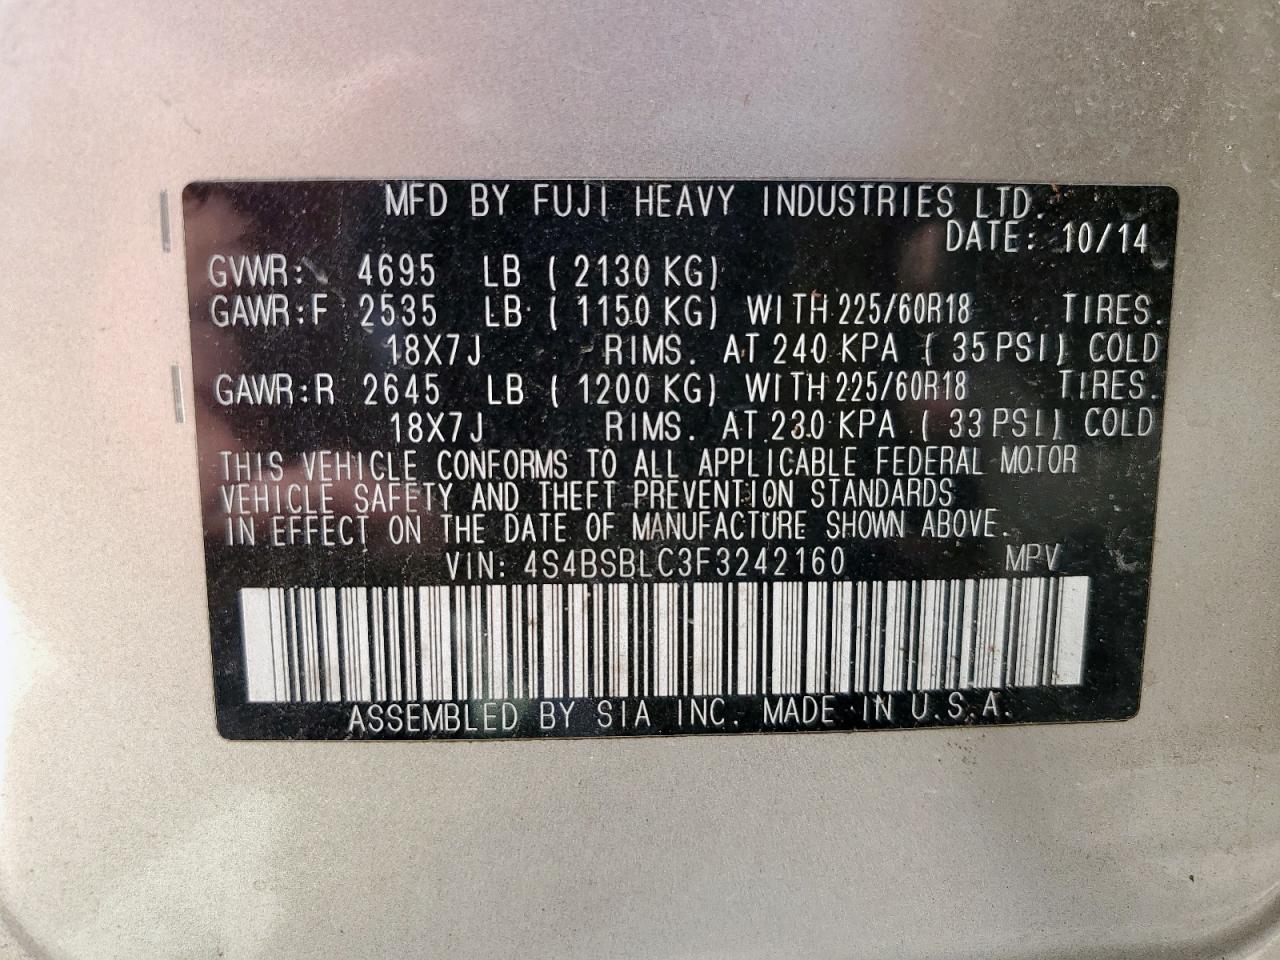 MFD BY FUJI HEAVY INDUSTRIES LTD.
DATE: 10/14
GVWR: 4695 LB ( 2130 KG)
GAWR:F 2535 LB ( 1150 KG) WITH 225/60R18 TIRES.
18X7J RIMS. AT 240 KPA ( 35 PSI) COLD
GAWR:R 2645 LB ( 1200 KG) WITH 225/60R18 TIRES.
18X7J RIMS. AT 230 KPA ( 33 PSI) COLD
THIS VEHICLE CONFORMS TO ALL APPLICABLE FEDERAL MOTOR
VEHICLE SAFETY AND THEFT PREVENTION STANDARDS
IN EFFECT ON THE DATE OF MANUFACTURE SHOWN ABOVE.
VIN: 4S4BSBLC3F3242160 MPV
ASSEMBLED BY SIA INC. MADE IN U.S.A.